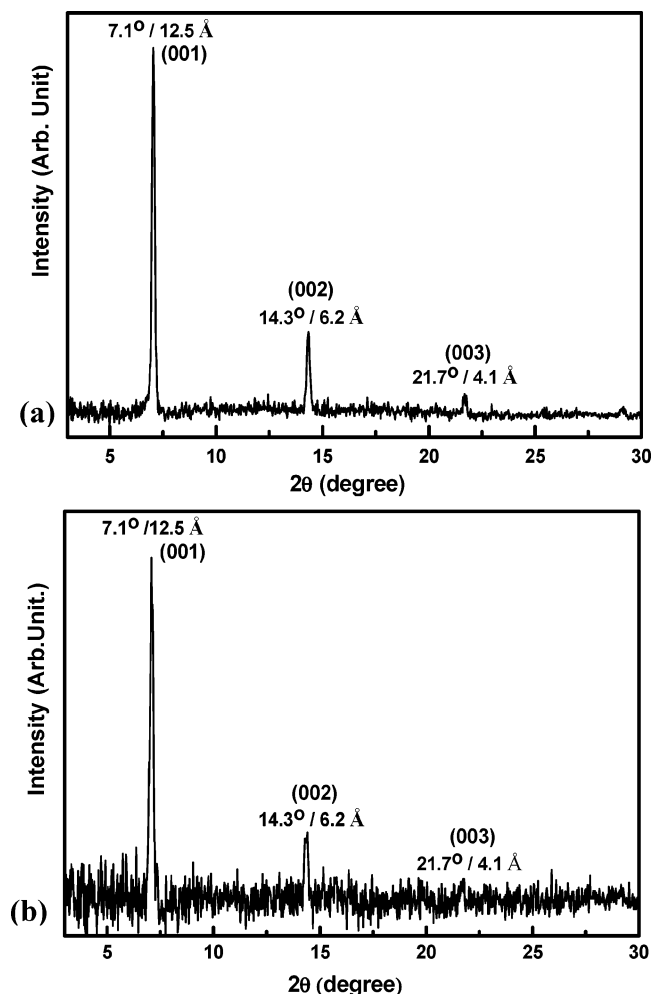 7.1° / 12.5 Å
(001)
(002)
14.3° / 6.2 Å
(003)
21.7° / 4.1 Å
Intensity (Arb. Unit)
(a)
5 10 15 20 25 30
2θ (degree)
7.1° /12.5 Å
(001)
(002)
14.3° / 6.2 Å
(003)
21.7° / 4.1 Å
Intensity (Arb.Unit.)
(b)
5 10 15 20 25 30
2θ (degree)